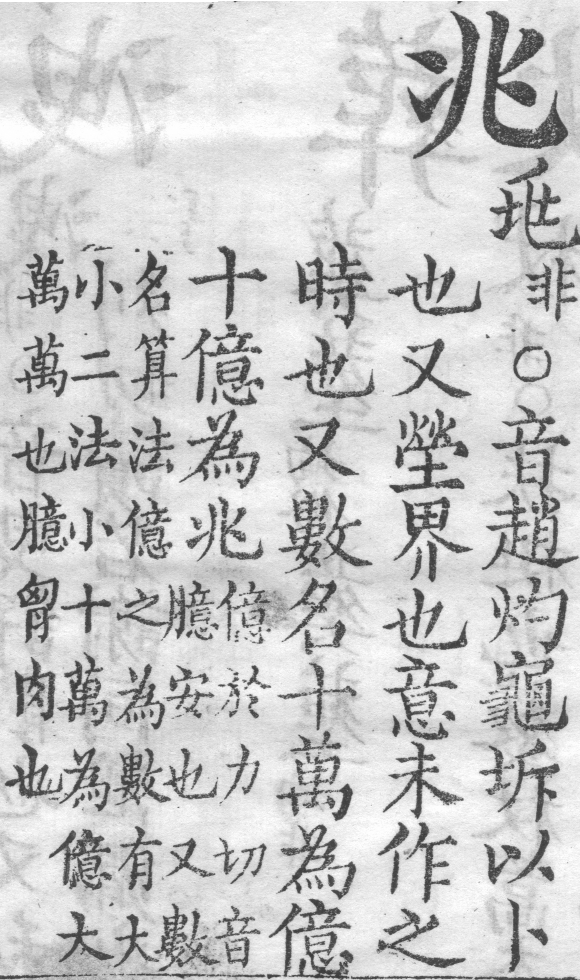 兆
非○音趙灼龜坼以卜
也又塋界也意未作之
時也又數名十萬為億
十億為兆億於力切音
臆安也又數
名算法億之為數有大
小二法小十萬為億大
萬萬也臆胷肉也